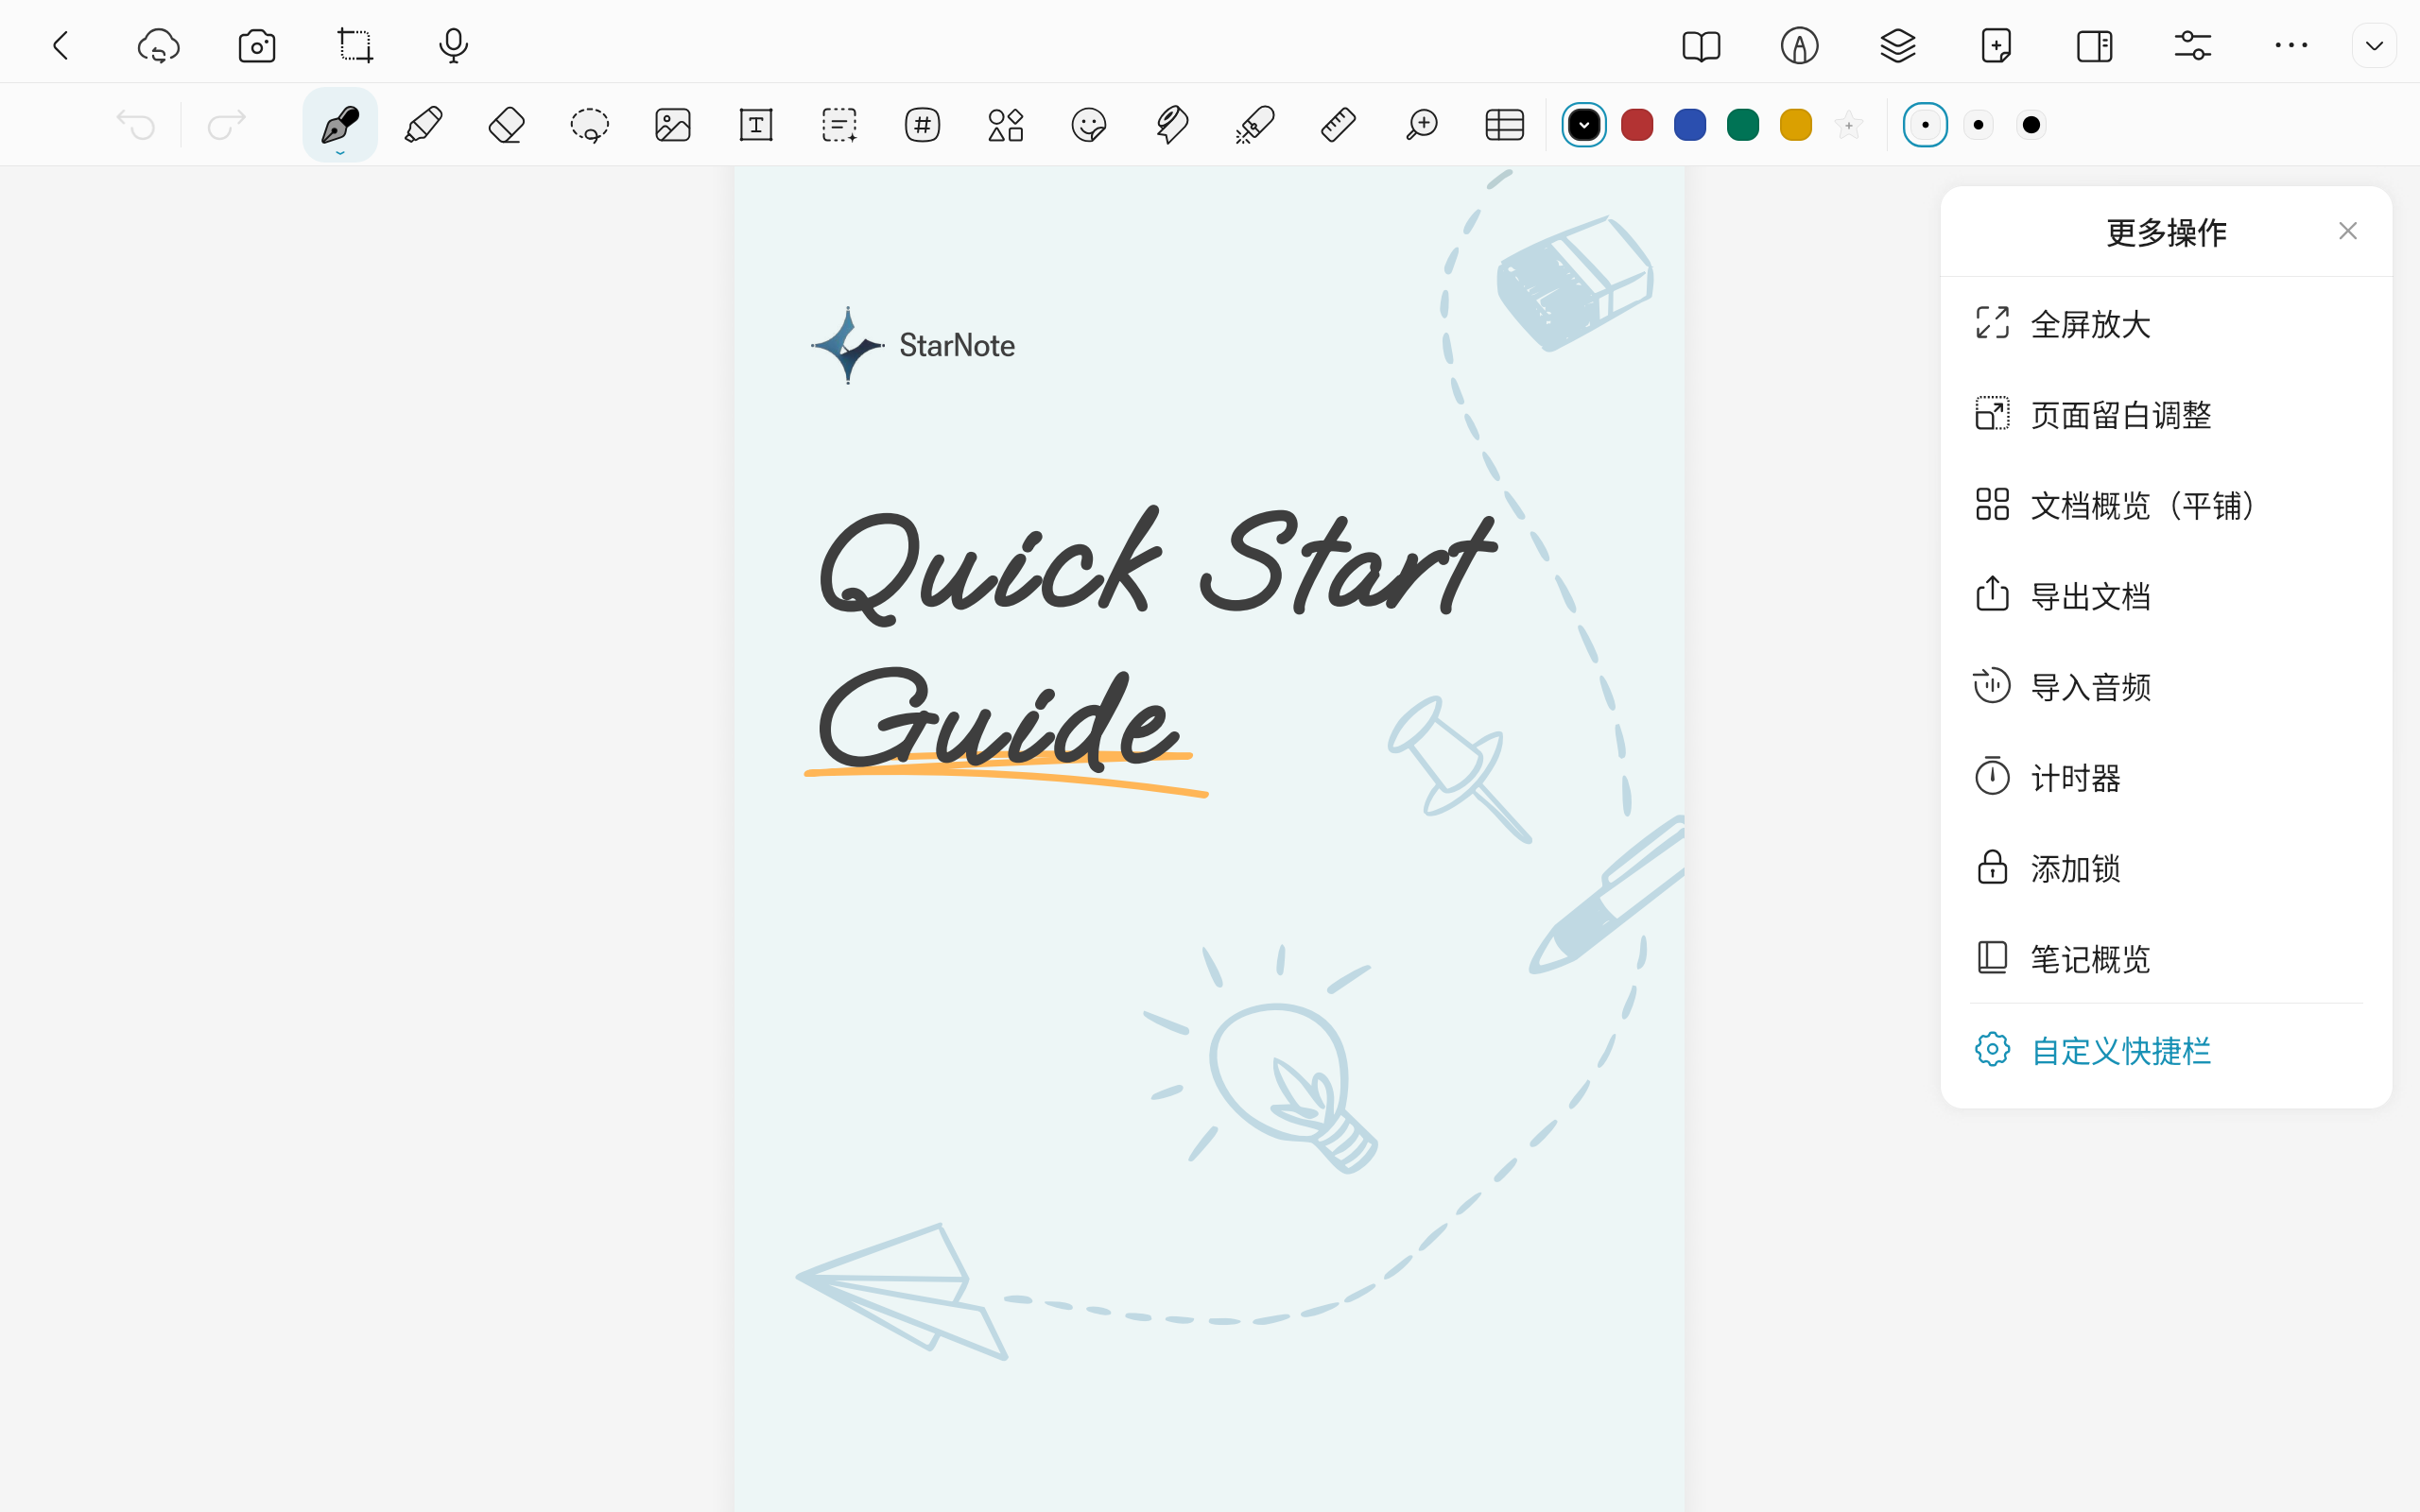 更多操作
StarNote
Quick Start
Guide
全屏放大
页面留白调整
文档概览（平铺）
导出文档
导入音频
计时器
添加锁
笔记概览
自定义快捷栏